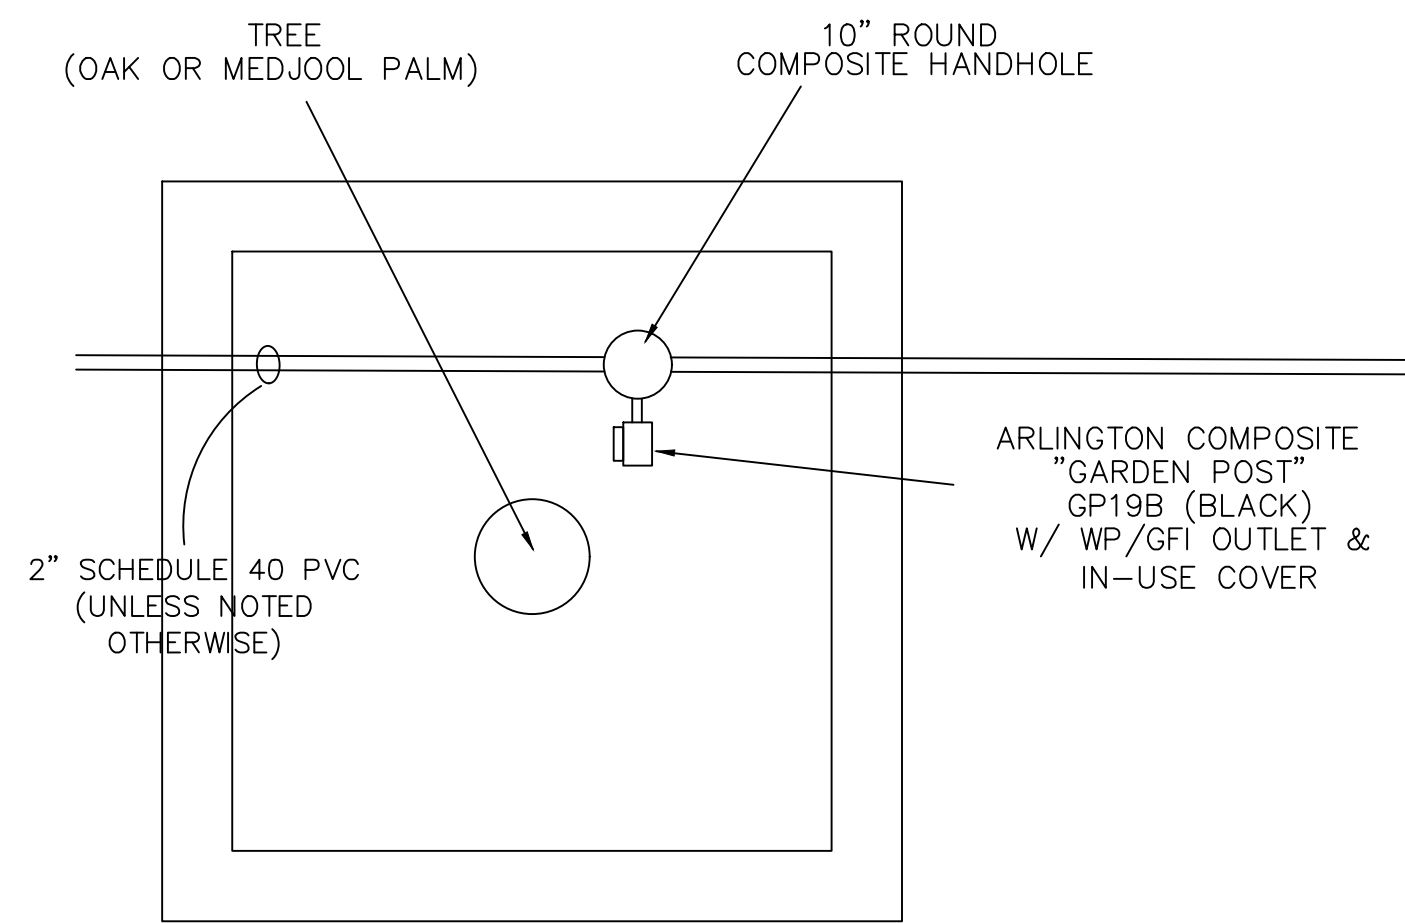 TREE
(OAK OR MEDJOOL PALM)
10” ROUND
COMPOSITE HANDHOLE
ARLINGTON COMPOSITE
”GARDEN POST”
GP19B (BLACK)
W/ WP/GFI OUTLET &
IN-USE COVER
2” SCHEDULE 40 PVC
(UNLESS NOTED
OTHERWISE)